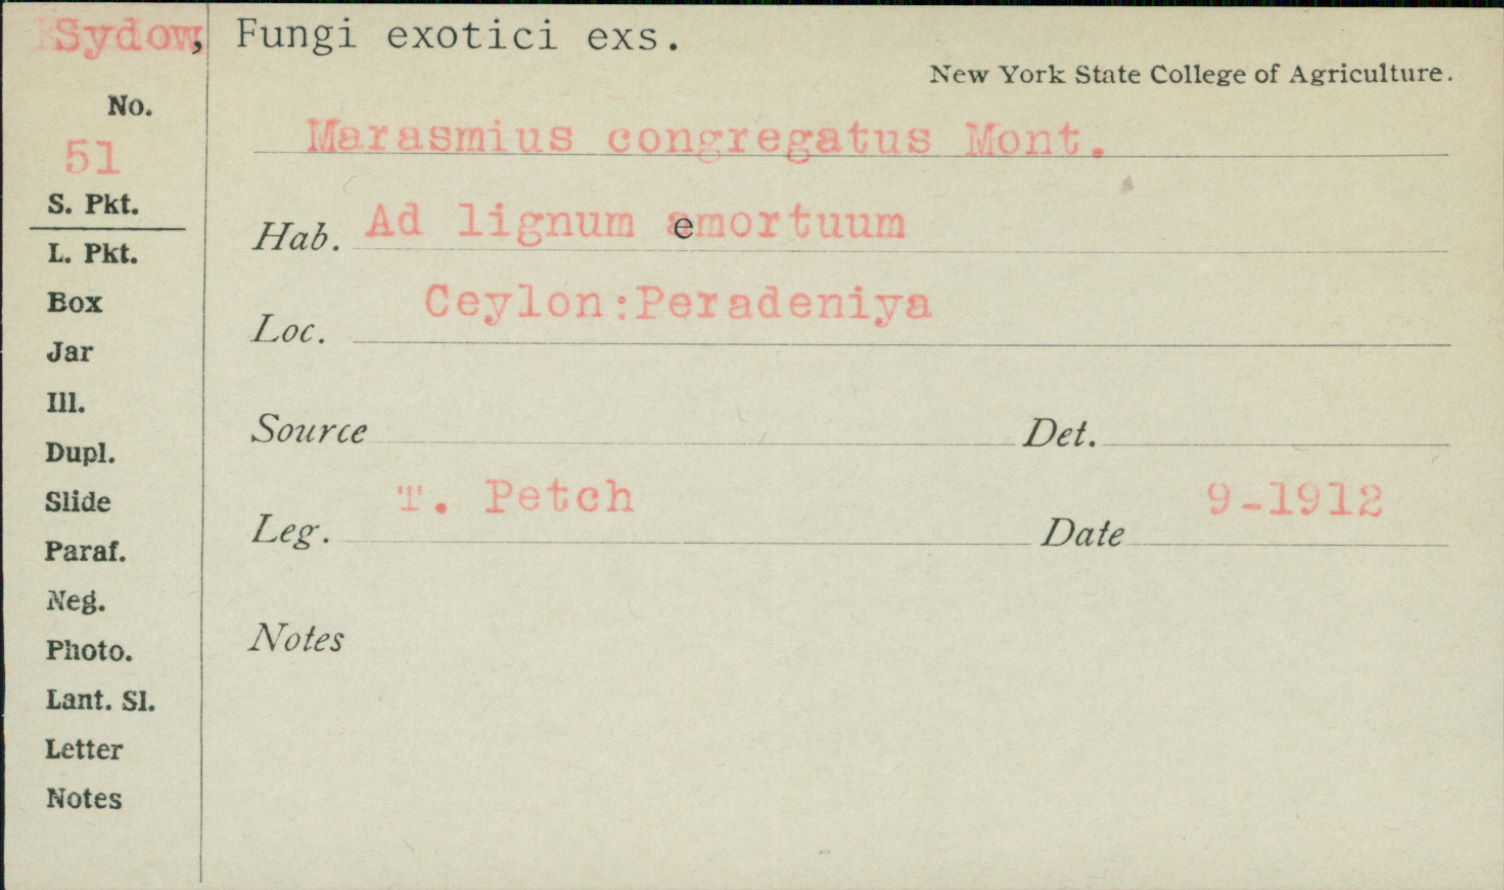 Sydow, Fungi exotici exs.
New York State College of Agriculture.
No.
51
Marasmius congregatus Mont.
S. Pkt.
Hab. Ad lignum emortuum
L. Pkt.
Box
Loc. Ceylon:Peradeniya
Jar
Ill.
Source Det.
Dupl.
Slide
Leg. T. Petch Date 9-1912
Paraf.
Neg.
Notes
Photo.
Lant. Sl.
Letter
Notes